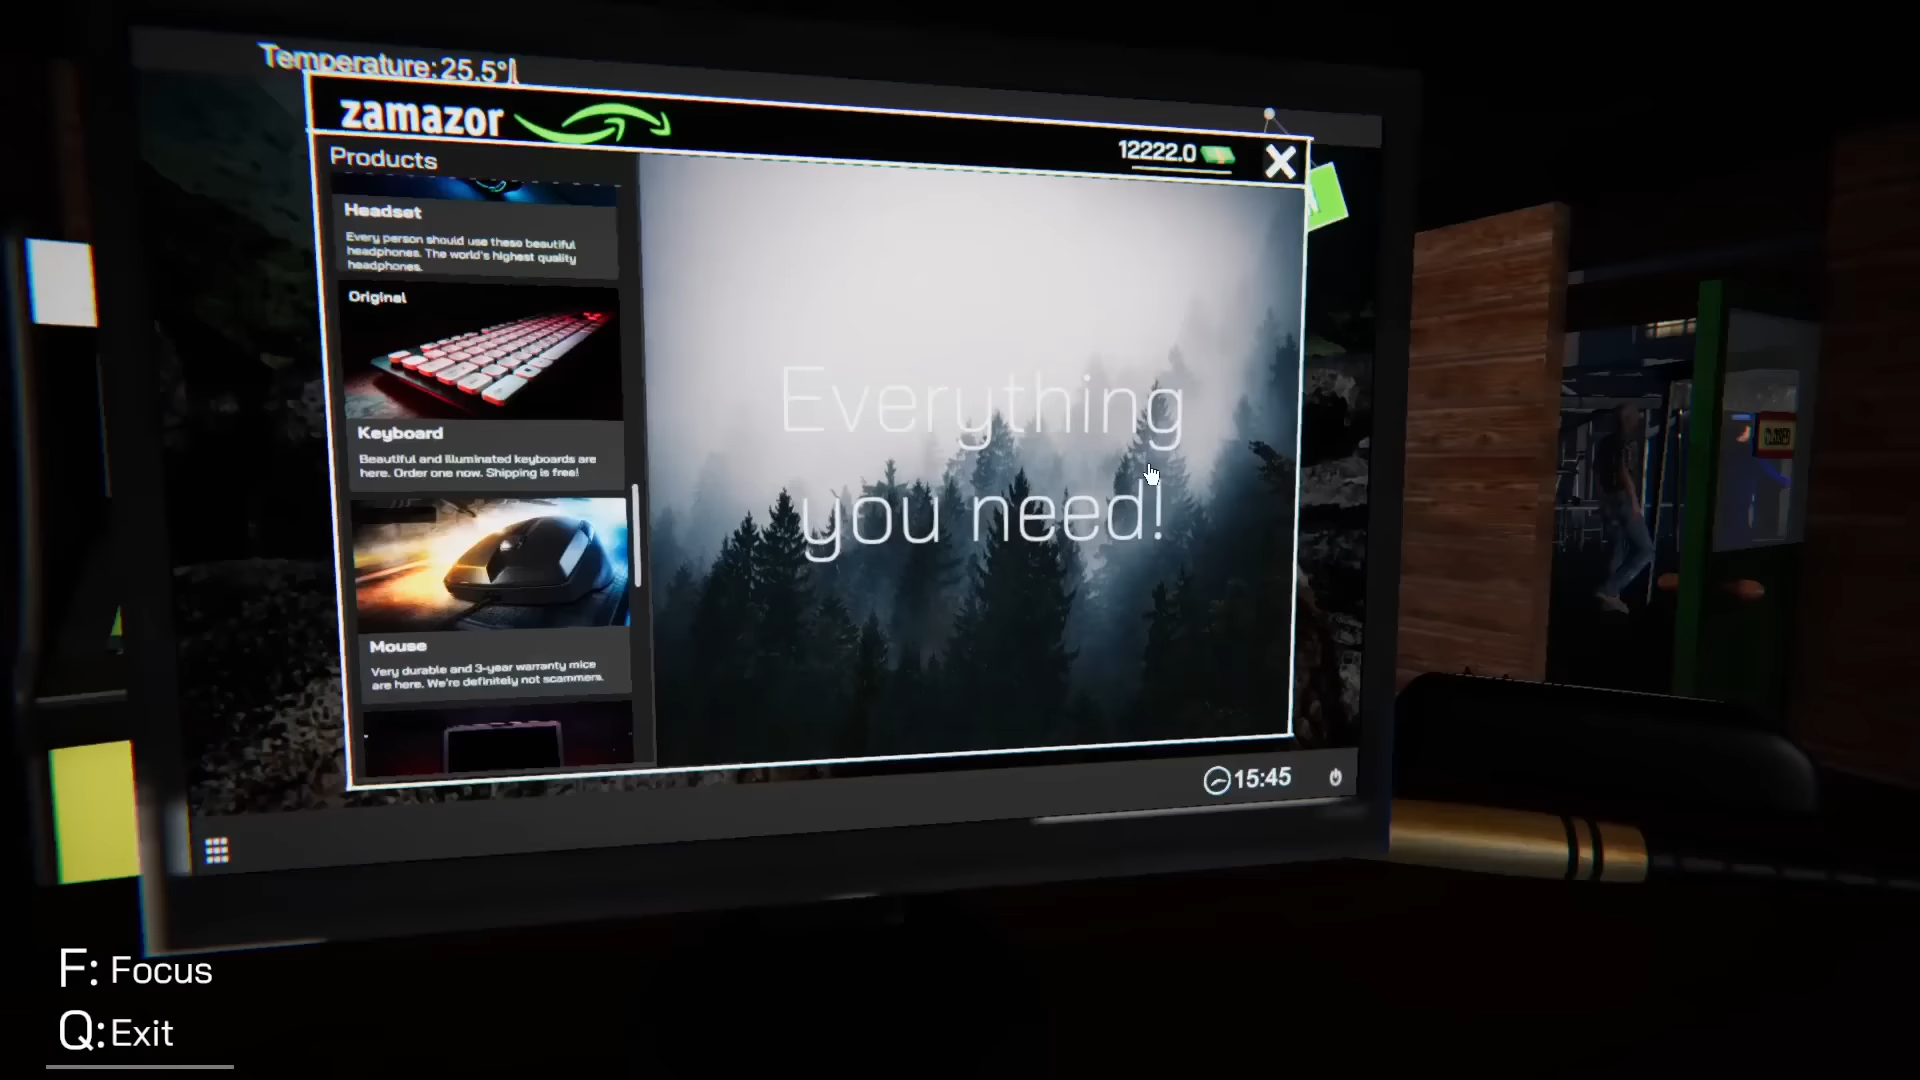 Temperature: 25.5°
zamazor
12222.0
Products
Headset
Every person should use these beautiful
headphones. The world's highest quality
headphones.
Original
Keyboard
Beautiful and illuminated keyboards are
here. Order one now. Shipping is free!
Mouse
Very durable and 3-year warranty mice
are here. We're definitely not scammers.
Everything
you need!
15:45
F: Focus
Q: Exit